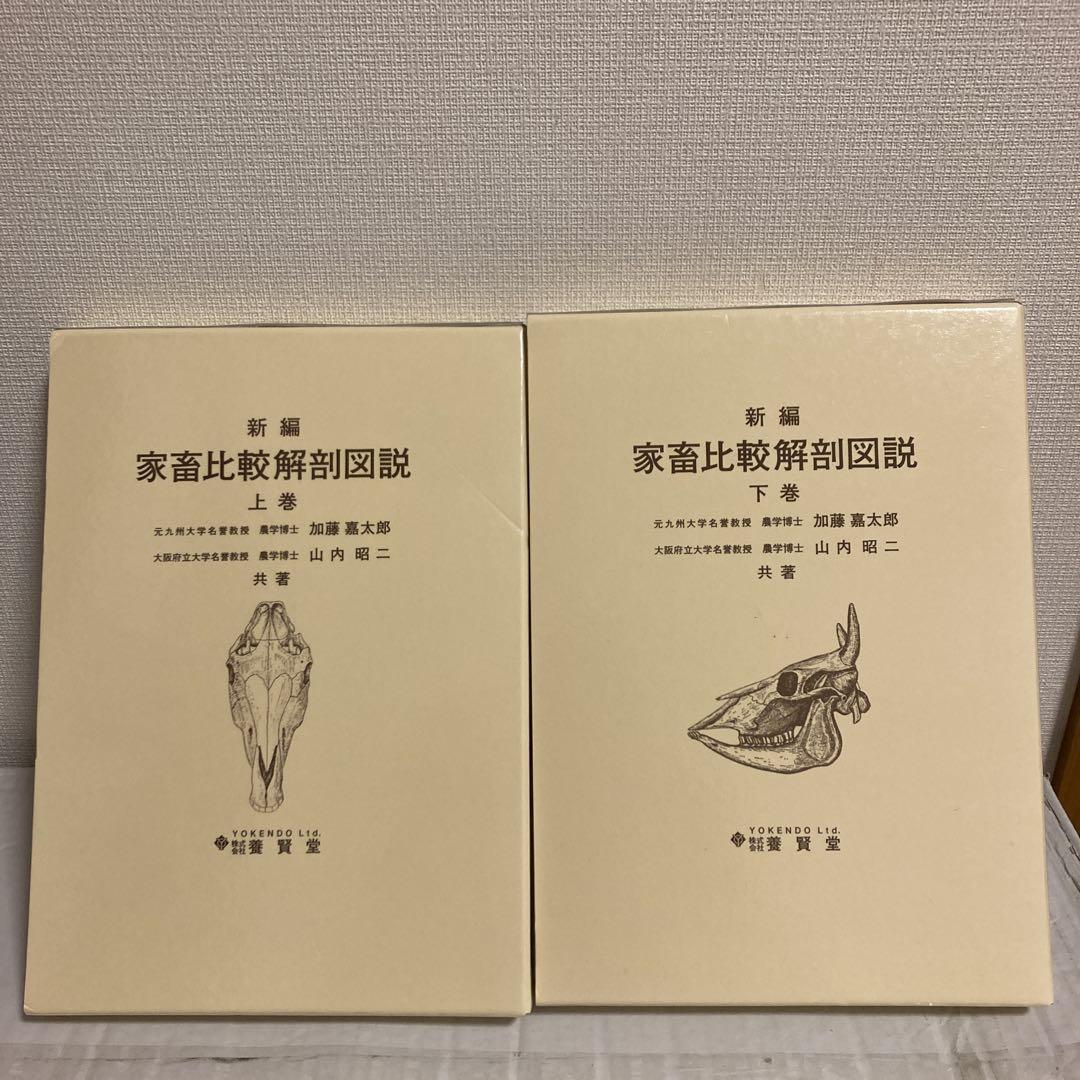 新編
家畜比較解剖図説
上巻
元九州大学名誉教授 農学博士 加藤 嘉太郎
大阪府立大学名誉教授 農学博士 山内 昭二
共著
YOKENDO Ltd.
株式会社 養賢堂
新編
家畜比較解剖図説
下巻
元九州大学名誉教授 農学博士 加藤 嘉太郎
大阪府立大学名誉教授 農学博士 山内 昭二
共著
YOKENDO Ltd.
株式会社 養賢堂